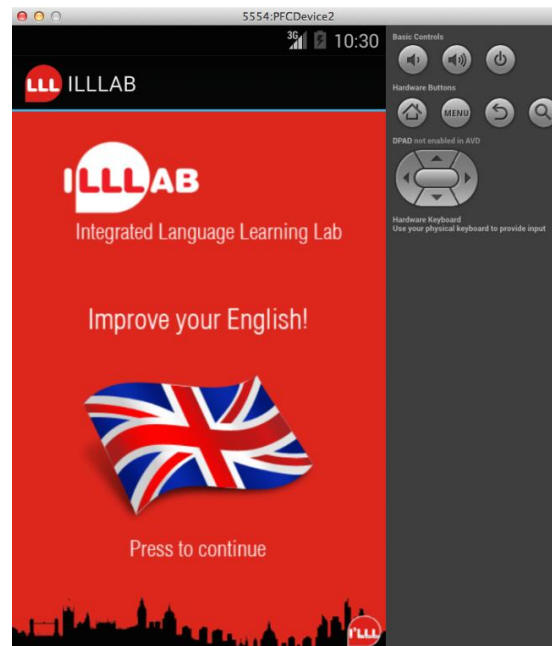 5554:PFCDevice2
3G 10:30
LLL ILLLAB
ILLLAB
Integrated Language Learning Lab
Improve your English!
Press to continue
I'LLL
Basic Controls
Hardware Buttons
MENU
DPAD not enabled in AVD
Hardware Keyboard
Use your physical keyboard to provide input